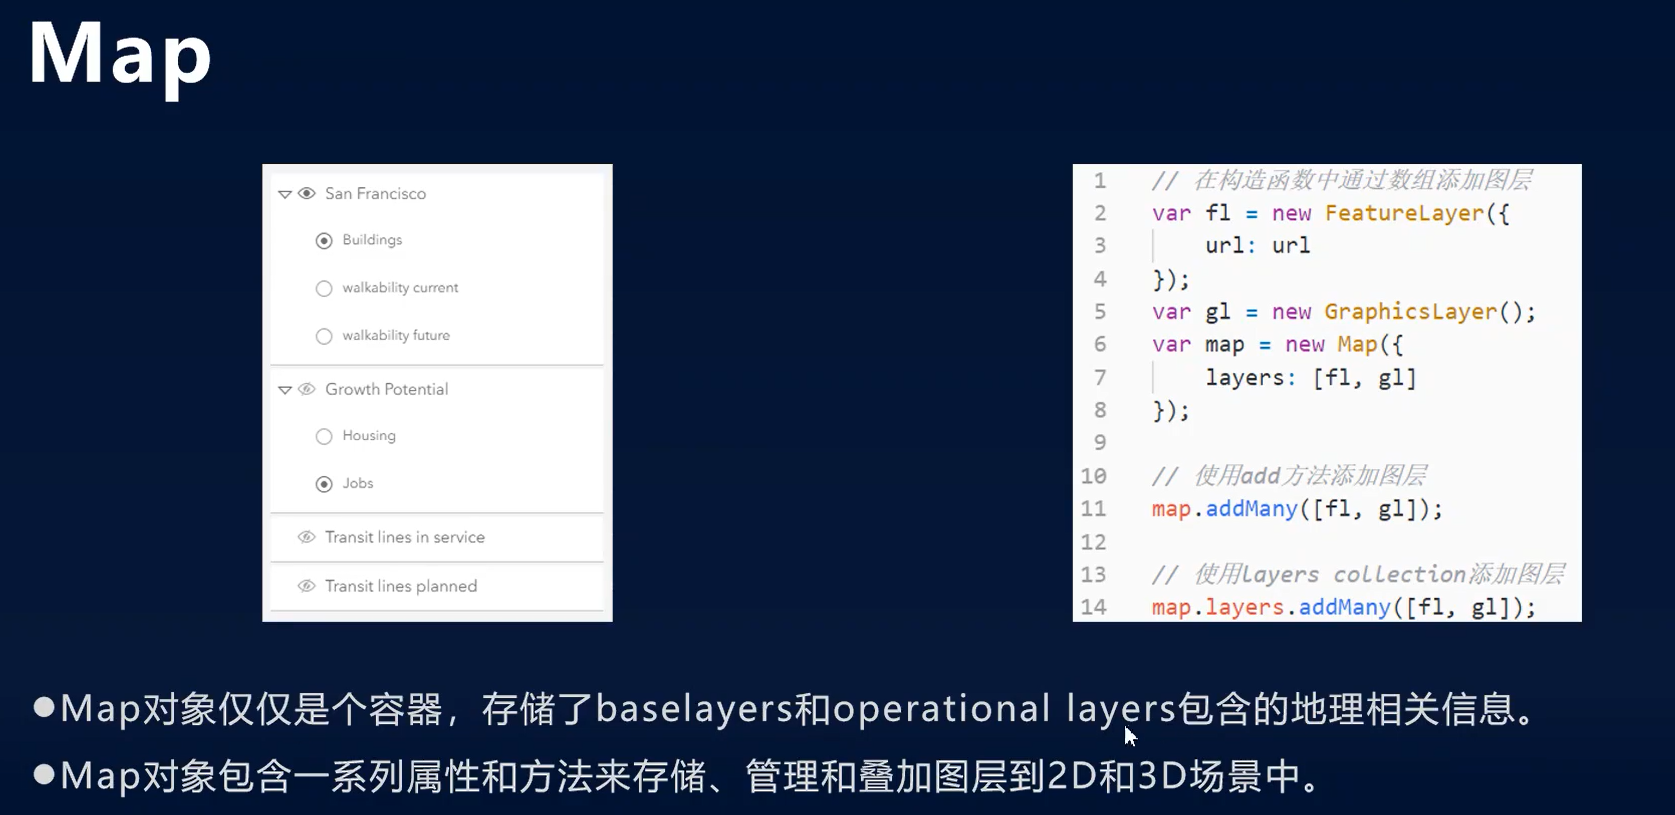 Map
San Francisco
Buildings
walkability current
walkability future
Growth Potential
Housing
Jobs
Transit lines in service
Transit lines planned
1 // 在构造函数中通过数组添加图层
2 var fl = new FeatureLayer({
3 url: url
4 });
5 var gl = new GraphicsLayer();
6 var map = new Map({
7 layers: [fl, gl]
8 });
9
10 // 使用add方法添加图层
11 map.addMany([fl, gl]);
12
13 // 使用layers collection添加图层
14 map.layers.addMany([fl, gl]);
●Map对象仅仅是个容器，存储了baselayers和operational layers包含的地理相关信息。
●Map对象包含一系列属性和方法来存储、管理和叠加图层到2D和3D场景中。